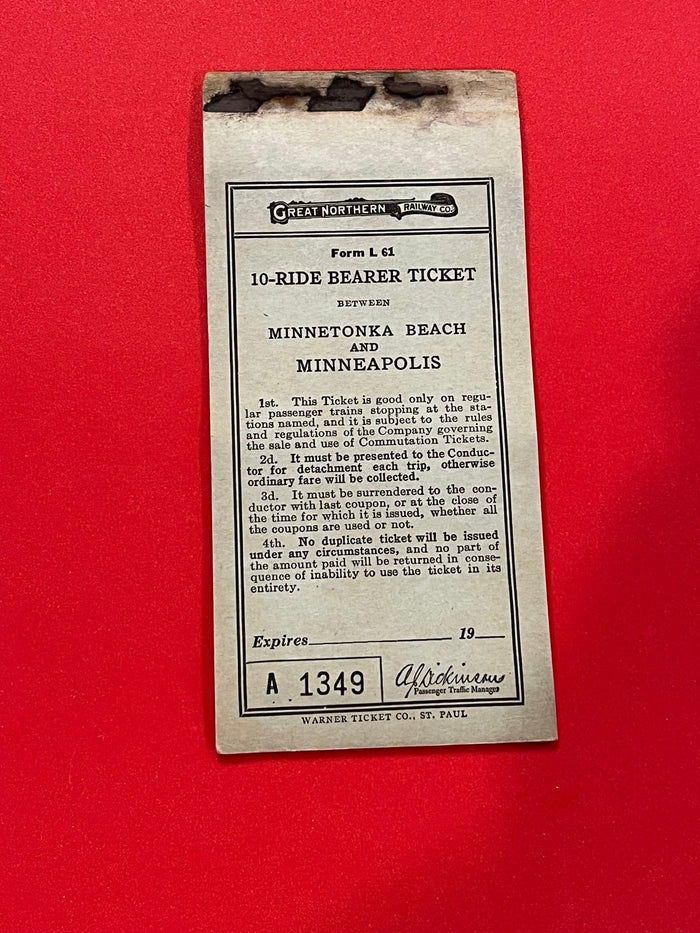 GREAT NORTHERN RAILWAY CO.
Form L 61
10-RIDE BEARER TICKET
BETWEEN
MINNETONKA BEACH
AND
MINNEAPOLIS
1st. This Ticket is good only on regu-
lar passenger trains stopping at the sta-
tions named, and it is subject to the rules
and regulations of the Company governing
the sale and use of Commutation Tickets.
2d. It must be presented to the Conduc-
tor for detachment each trip, otherwise
ordinary fare will be collected.
3d. It must be surrendered to the con-
ductor with last coupon, or at the close of
the time for which it is issued, whether all
the coupons are used or not.
4th. No duplicate ticket will be issued
under any circumstances, and no part of
the amount paid will be returned in conse-
quence of inability to use the ticket in its
entirety.
Expires 19
A 1349
AJDickinson
Passenger Traffic Manager
WARNER TICKET CO., ST. PAUL